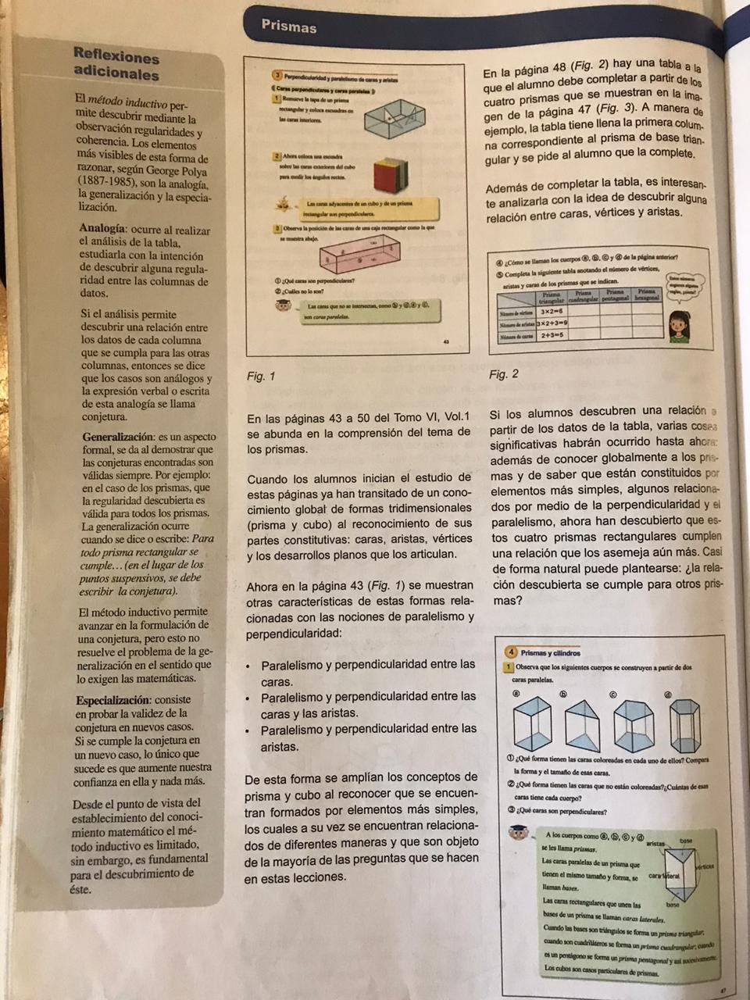 Prismas
Reflexiones
adicionales
El método inductivo per-
mite descubrir mediante la
observación regularidades y
coherencia. Los elementos
más visibles de esta forma de
razonar, según George Polya
(1887-1985), son la analogía,
la generalización y la especia-
lización.
Analogía: ocurre al realizar
el análisis de la tabla,
estudiarla con la intención
de descubrir alguna regula-
ridad entre las columnas de
datos.
Si el análisis permite
descubrir una relación entre
los datos de cada columna
que se cumpla para las otras
columnas, entonces se dice
que los casos son análogos y
la expresión verbal o escrita
de esta analogía se llama
conjetura.
Generalización: es un aspecto
formal, se da al demostrar que
las conjeturas encontradas son
válidas siempre. Por ejemplo:
en el caso de los prismas, que
la regularidad descubierta es
válida para todos los prismas.
La generalización ocurre
cuando se dice o escribe: Para
todo prisma rectangular se
cumple… (en el lugar de los
puntos suspensivos, se debe
escribir la conjetura).
El método inductivo permite
avanzar en la formulación de
una conjetura, pero esto no
resuelve el problema de la ge-
neralización en el sentido que
lo exigen las matemáticas.
Especialización: consiste
en probar la validez de la
conjetura en nuevos casos.
Si se cumple la conjetura en
un nuevo caso, lo único que
sucede es que aumente nuestra
confianza en ella y nada más.
Desde el punto de vista del
establecimiento del conoci-
miento matemático el mé-
todo inductivo es limitado,
sin embargo, es fundamental
para el descubrimiento de
éste.
3 Perpendicularidad y paralelismo de caras y aristas
Caras perpendiculares y caras paralelas
1 Remueve la tapa de un prisma
rectangular y coloca escuadras en
las caras interiores.
2 Ahora coloca una escuadra
sobre las caras exteriores del cubo
para medir los ángulos rectos.
Las caras adyacentes de un cubo y de un prisma
rectangular son perpendiculares.
3 Observa la posición de las caras de una caja rectangular como la que
se muestra abajo.
① ¿Qué caras son perpendiculares?
② ¿Cuáles no lo son?
Las caras que no se intersectan, como ⓑ y ⓓ, ⓔ y ⓒ,
son caras paralelas.
43
Fig. 1
En las páginas 43 a 50 del Tomo VI, Vol.1
se abunda en la comprensión del tema de
los prismas.
Cuando los alumnos inician el estudio de
estas páginas ya han transitado de un cono-
cimiento global de formas tridimensionales
(prisma y cubo) al reconocimiento de sus
partes constitutivas: caras, aristas, vértices
y los desarrollos planos que los articulan.
Ahora en la página 43 (Fig. 1) se muestran
otras características de estas formas rela-
cionadas con las nociones de paralelismo y
perpendicularidad:
• Paralelismo y perpendicularidad entre las
caras.
• Paralelismo y perpendicularidad entre las
caras y las aristas.
• Paralelismo y perpendicularidad entre las
aristas.
De esta forma se amplían los conceptos de
prisma y cubo al reconocer que se encuen-
tran formados por elementos más simples,
los cuales a su vez se encuentran relaciona-
dos de diferentes maneras y que son objeto
de la mayoría de las preguntas que se hacen
en estas lecciones.
En la página 48 (Fig. 2) hay una tabla a la
que el alumno debe completar a partir de los
cuatro prismas que se muestran en la ima-
gen de la página 47 (Fig. 3). A manera de
ejemplo, la tabla tiene llena la primera colum-
na correspondiente al prisma de base trian-
gular y se pide al alumno que la complete.
Además de completar la tabla, es interesan-
te analizarla con la idea de descubrir alguna
relación entre caras, vértices y aristas.
④ ¿Cómo se llaman los cuerpos ⓐ, ⓑ, ⓒ y ⓓ de la página anterior?
⑤ Completa la siguiente tabla anotando el número de vértices,
aristas y caras de los prismas que se indican.
Estos números
siguieron alguna
regla, ¿cierto?
Prisma triangular Prisma cuadrangular Prisma pentagonal Prisma hexagonal
Número de vértices 3×2=6
Número de aristas 3×2+3=9
Número de caras 2+3=5
Fig. 2
Si los alumnos descubren una relación a
partir de los datos de la tabla, varias cosas
significativas habrán ocurrido hasta ahora:
además de conocer globalmente a los pris-
mas y de saber que están constituidos por
elementos más simples, algunos relaciona-
dos por medio de la perpendicularidad y el
paralelismo, ahora han descubierto que es-
tos cuatro prismas rectangulares cumplen
una relación que los asemeja aún más. Casi
de forma natural puede plantearse: ¿la rela-
ción descubierta se cumple para otros pris-
mas?
4 Prismas y cilindros
1 Observa que los siguientes cuerpos se construyen a partir de dos
caras paralelas.
ⓐ ⓑ ⓒ ⓓ
① ¿Qué forma tienen las caras coloreadas en cada uno de ellos? Compara
la forma y el tamaño de esas caras.
② ¿Qué forma tienen las caras que no están coloreadas? ¿Cuántas de esas
caras tiene cada cuerpo?
③ ¿Qué caras son perpendiculares?
A los cuerpos como ⓐ, ⓑ, ⓒ y ⓓ
se les llama prismas.
Las caras paralelas de un prisma que
tienen el mismo tamaño y forma, se
llaman bases.
Las caras rectangulares que unen las
bases de un prisma se llaman caras laterales.
Cuando las bases son triángulos se forma un prisma triangular;
cuando son cuadriláteros se forma un prisma cuadrangular; cuando
es un pentágono se forma un prisma pentagonal y así sucesivamente.
Los cubos son casos particulares de prismas.
aristas
base
vértices
cara lateral
base
47